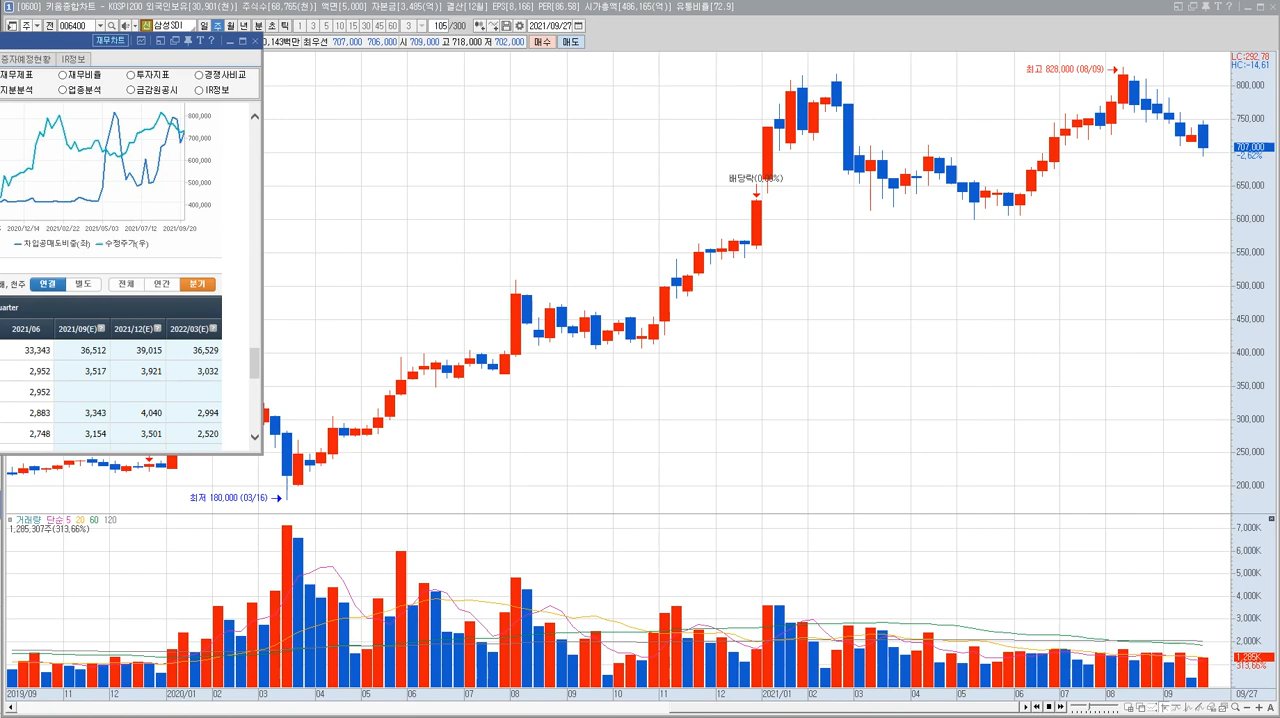 [0600] 키움종합차트 - KOSPI200 외국인보유[30,901(천)] 주식수[68,765(천)] 액면[5,000] 자본금[3,485(억)] 결산[12월] EPS[8,166] PER[86.58] 시가총액[486,165(억)] 유동비율[72.9]
주 전 006400 신 삼성SDI 일 주 월 년 분 초 틱 1 3 5 10 15 30 45 60 3 105 /300 2021/09/27
0,143백만 최우선 707,000 706,000 시 709,000 고 718,000 저 702,000 매수 매도
재무차트
증자예정현황 IR정보
재무제표 재무비율 투자지표 경쟁사비교
지분분석 업종분석 금감원공시 IR정보
800,000
700,000
600,000
500,000
400,000
2020/12/14 2021/02/22 2021/05/03 2021/07/12 2021/09/20
차입공매도비중(좌) 수정주가(우)
천주 연결 별도 전체 연간 분기
uarter
2021/06 2021/09(E) 2021/12(E) 2022/03(E)
33,343 36,512 39,015 36,529
2,952 3,517 3,921 3,032
2,952
2,883 3,343 4,040 2,994
2,748 3,154 3,501 2,520
최고 828,000 (08/09)
배당락(0.00%)
최저 180,000 (03/16)
LC:292.78
HC:-14.61
800,000
750,000
707,000
-2.62%
650,000
600,000
550,000
500,000
450,000
400,000
350,000
300,000
250,000
200,000
거래량 단순 5 20 60 120
1,285,307주(313,66%)
7,000K
6,000K
5,000K
4,000K
3,000K
2,000K
1,285K
313,66%
2019/09 11 12 2020/01 02 03 04 05 06 07 08 09 10 11 12 2021/01 02 03 04 05 06 07 08 09 09/27